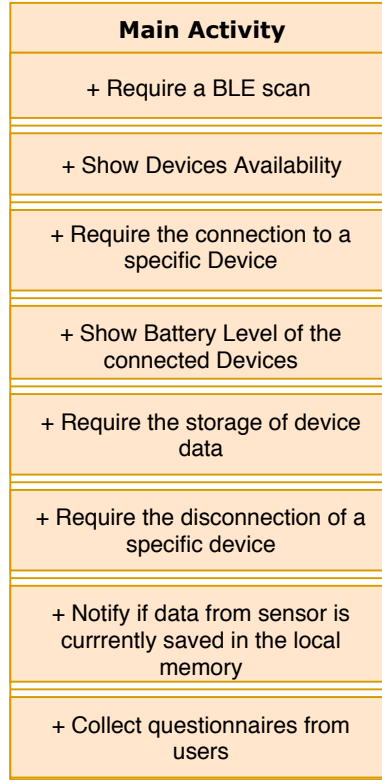 Main Activity
+ Require a BLE scan
+ Show Devices Availability
+ Require the connection to a
specific Device
+ Show Battery Level of the
connected Devices
+ Require the storage of device
data
+ Require the disconnection of a
specific device
+ Notify if data from sensor is
currrently saved in the local
memory
+ Collect questionnaires from
users